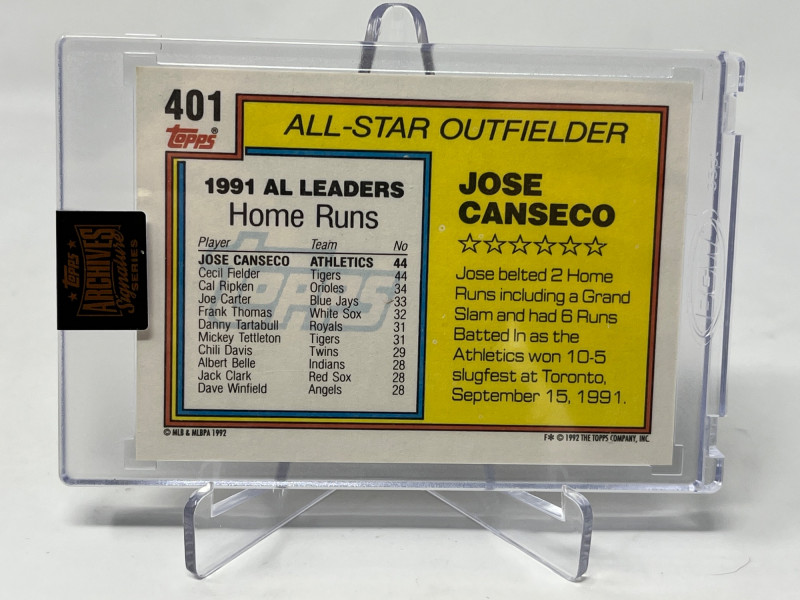 401
Topps®
ALL-STAR OUTFIELDER
1991 AL LEADERS
Home Runs
Player Team No
JOSE CANSECO ATHLETICS 44
Cecil Fielder Tigers 44
Cal Ripken Orioles 34
Joe Carter Blue Jays 33
Frank Thomas White Sox 32
Danny Tartabull Royals 31
Mickey Tettleton Tigers 31
Chili Davis Twins 29
Albert Belle Indians 28
Jack Clark Red Sox 28
Dave Winfield Angels 28
Topps
JOSE
CANSECO
☆☆☆☆☆☆
Jose belted 2 Home
Runs including a Grand
Slam and had 6 Runs
Batted In as the
Athletics won 10-5
slugfest at Toronto,
September 15, 1991.
© MLB & MLBPA 1992
F✻ © 1992 THE TOPPS COMPANY, INC.
★ Topps ★
ARCHIVES
Signature
SERIES